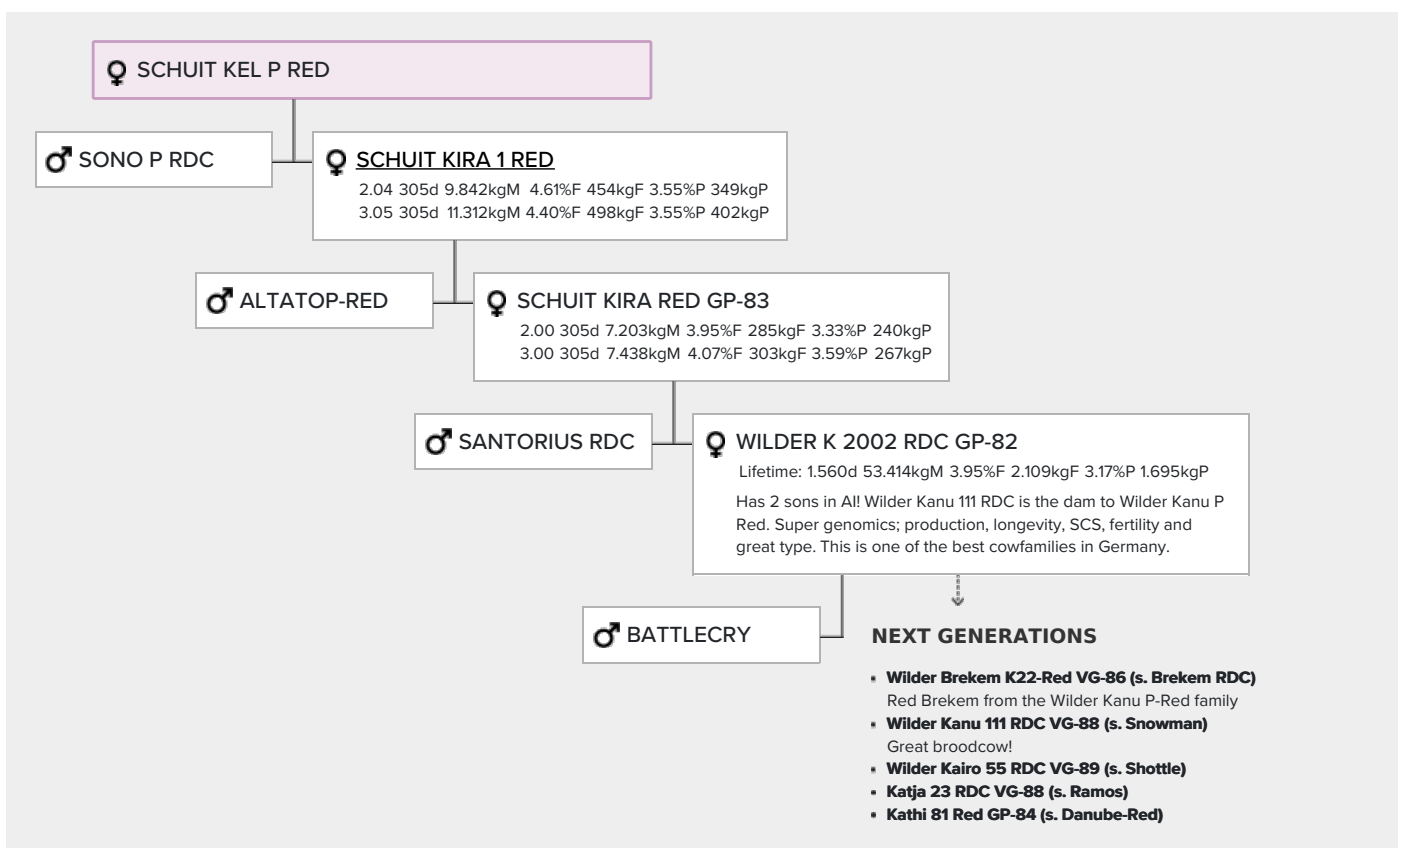 SCHUIT KEL P RED
SONO P RDC
SCHUIT KIRA 1 RED
2.04 305d 9.842kgM 4.61%F 454kgF 3.55%P 349kgP
3.05 305d 11.312kgM 4.40%F 498kgF 3.55%P 402kgP
ALTATOP-RED
SCHUIT KIRA RED GP-83
2.00 305d 7.203kgM 3.95%F 285kgF 3.33%P 240kgP
3.00 305d 7.438kgM 4.07%F 303kgF 3.59%P 267kgP
SANTORIUS RDC
WILDER K 2002 RDC GP-82
Lifetime: 1.560d 53.414kgM 3.95%F 2.109kgF 3.17%P 1.695kgP
Has 2 sons in AI! Wilder Kanu 111 RDC is the dam to Wilder Kanu P
Red. Super genomics; production, longevity, SCS, fertility and
great type. This is one of the best cowfamilies in Germany.
BATTLECRY
NEXT GENERATIONS
Wilder Brekem K22-Red VG-86 (s. Brekem RDC)
Red Brekem from the Wilder Kanu P-Red family
Wilder Kanu 111 RDC VG-88 (s. Snowman)
Great broodcow!
Wilder Kairo 55 RDC VG-89 (s. Shottle)
Katja 23 RDC VG-88 (s. Ramos)
Kathi 81 Red GP-84 (s. Danube-Red)